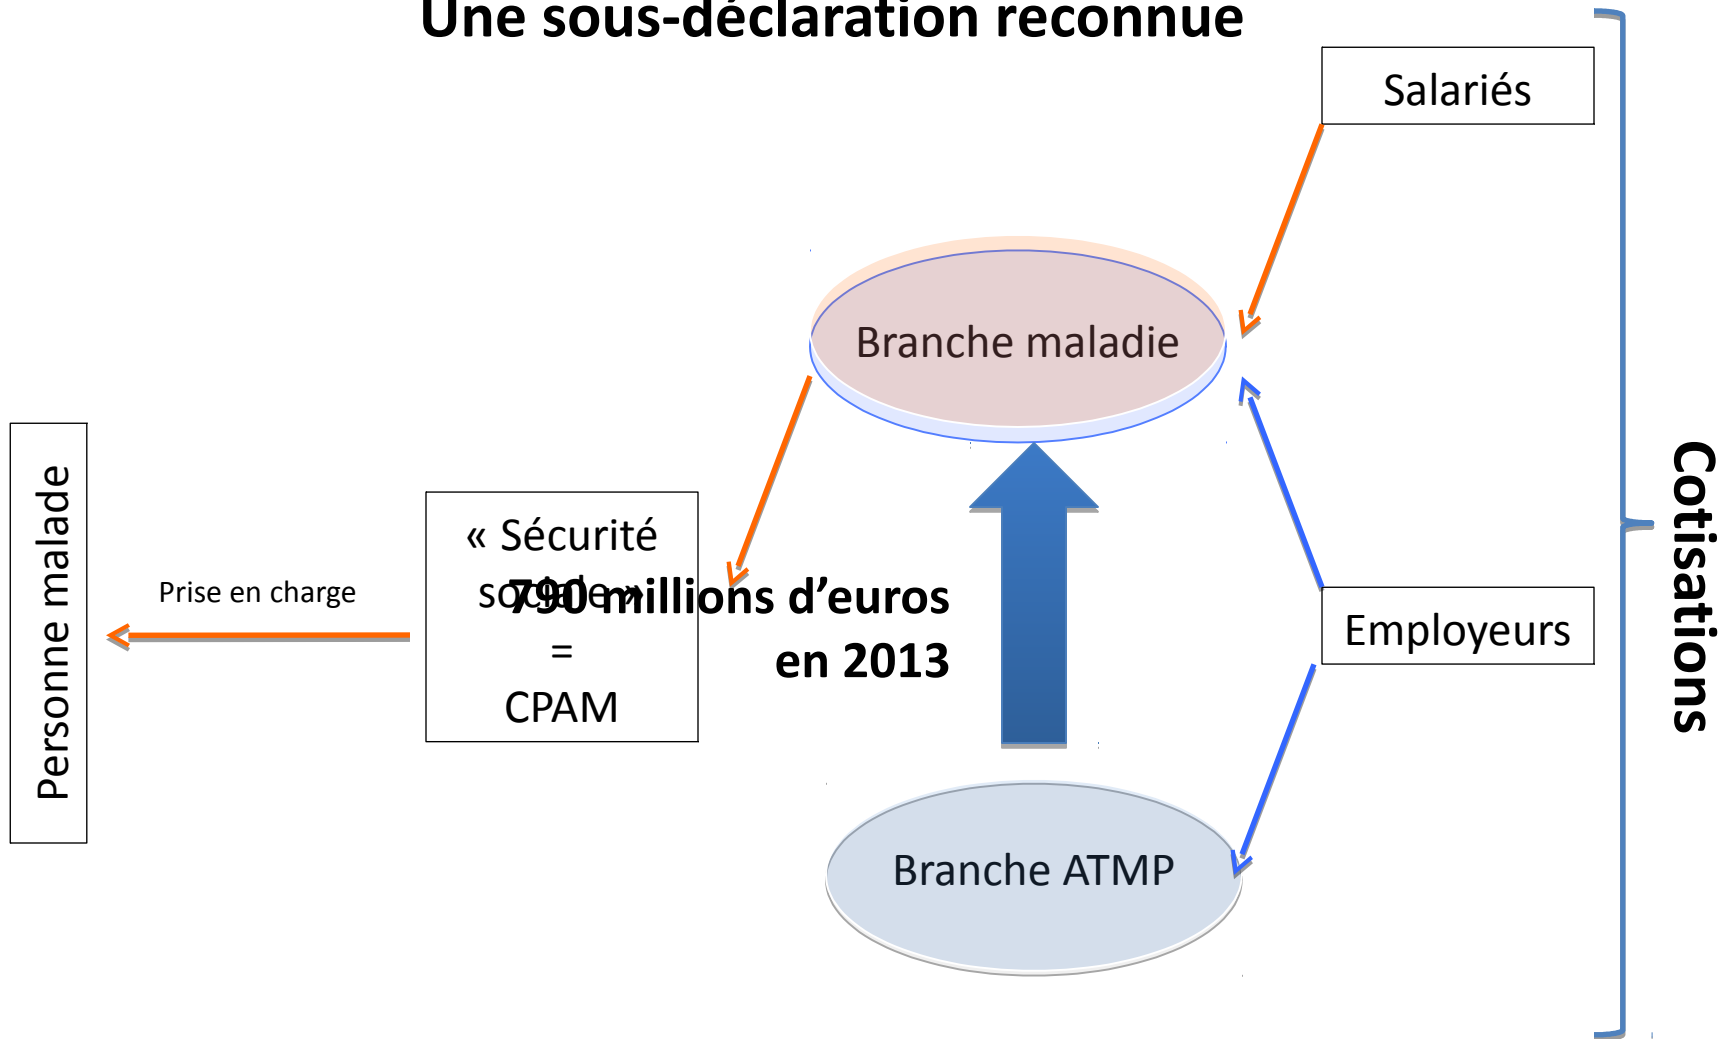 Une sous-déclaration reconnue
Salariés
Branche maladie
Personne malade
Prise en charge
« Sécurité
sociale »
=
CPAM
790 millions d’euros
en 2013
Employeurs
Cotisations
Branche ATMP